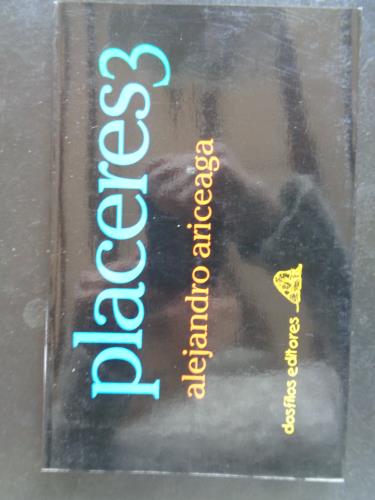 placeres3
alejandro ariceaga
dosfilos editores